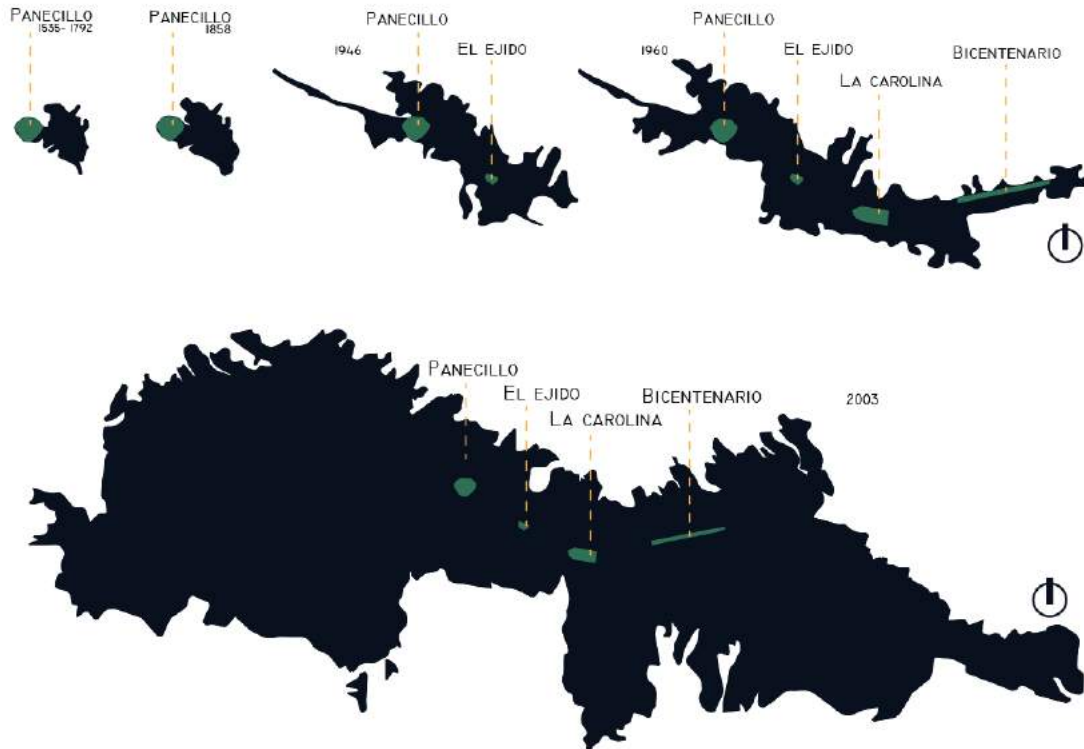 PANECILLO
1535-1792
PANECILLO
1858
1946
PANECILLO
EL EJIDO
1960
PANECILLO
EL EJIDO
LA CAROLINA
BICENTENARIO
PANECILLO
EL EJIDO
LA CAROLINA
BICENTENARIO
2003